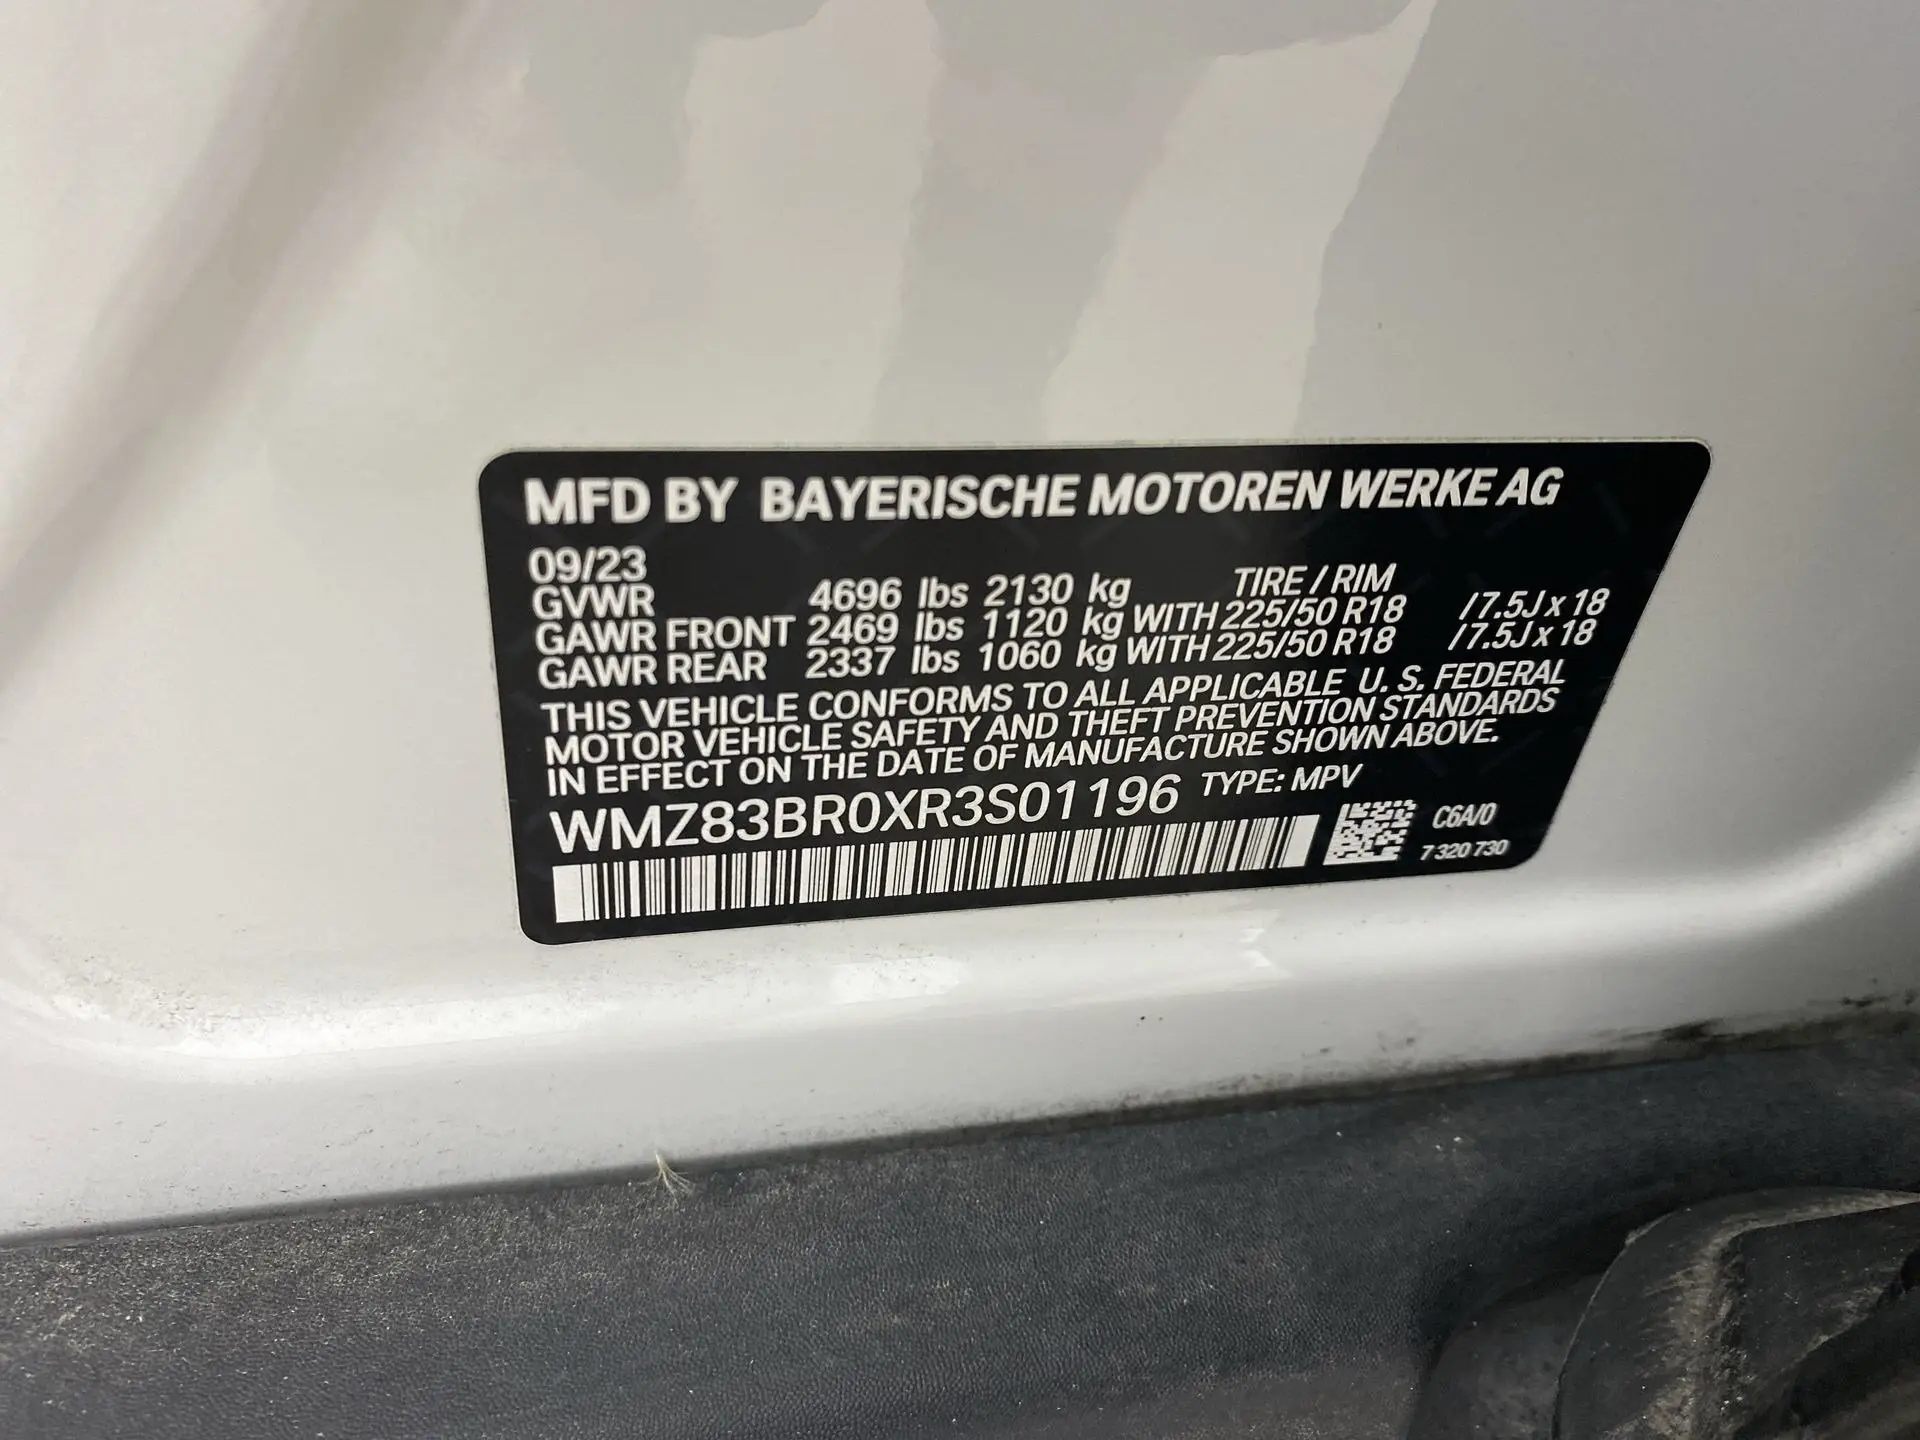 MFD BY BAYERISCHE MOTOREN WERKE AG
09/23 TIRE / RIM
GVWR 4696 lbs 2130 kg
GAWR FRONT 2469 lbs 1120 kg WITH 225/50 R18 / 7.5J x 18
GAWR REAR 2337 lbs 1060 kg WITH 225/50 R18 / 7.5J x 18
THIS VEHICLE CONFORMS TO ALL APPLICABLE U. S. FEDERAL
MOTOR VEHICLE SAFETY AND THEFT PREVENTION STANDARDS
IN EFFECT ON THE DATE OF MANUFACTURE SHOWN ABOVE.
WMZ83BR0XR3S01196 TYPE: MPV
C6A/0
7 320 730